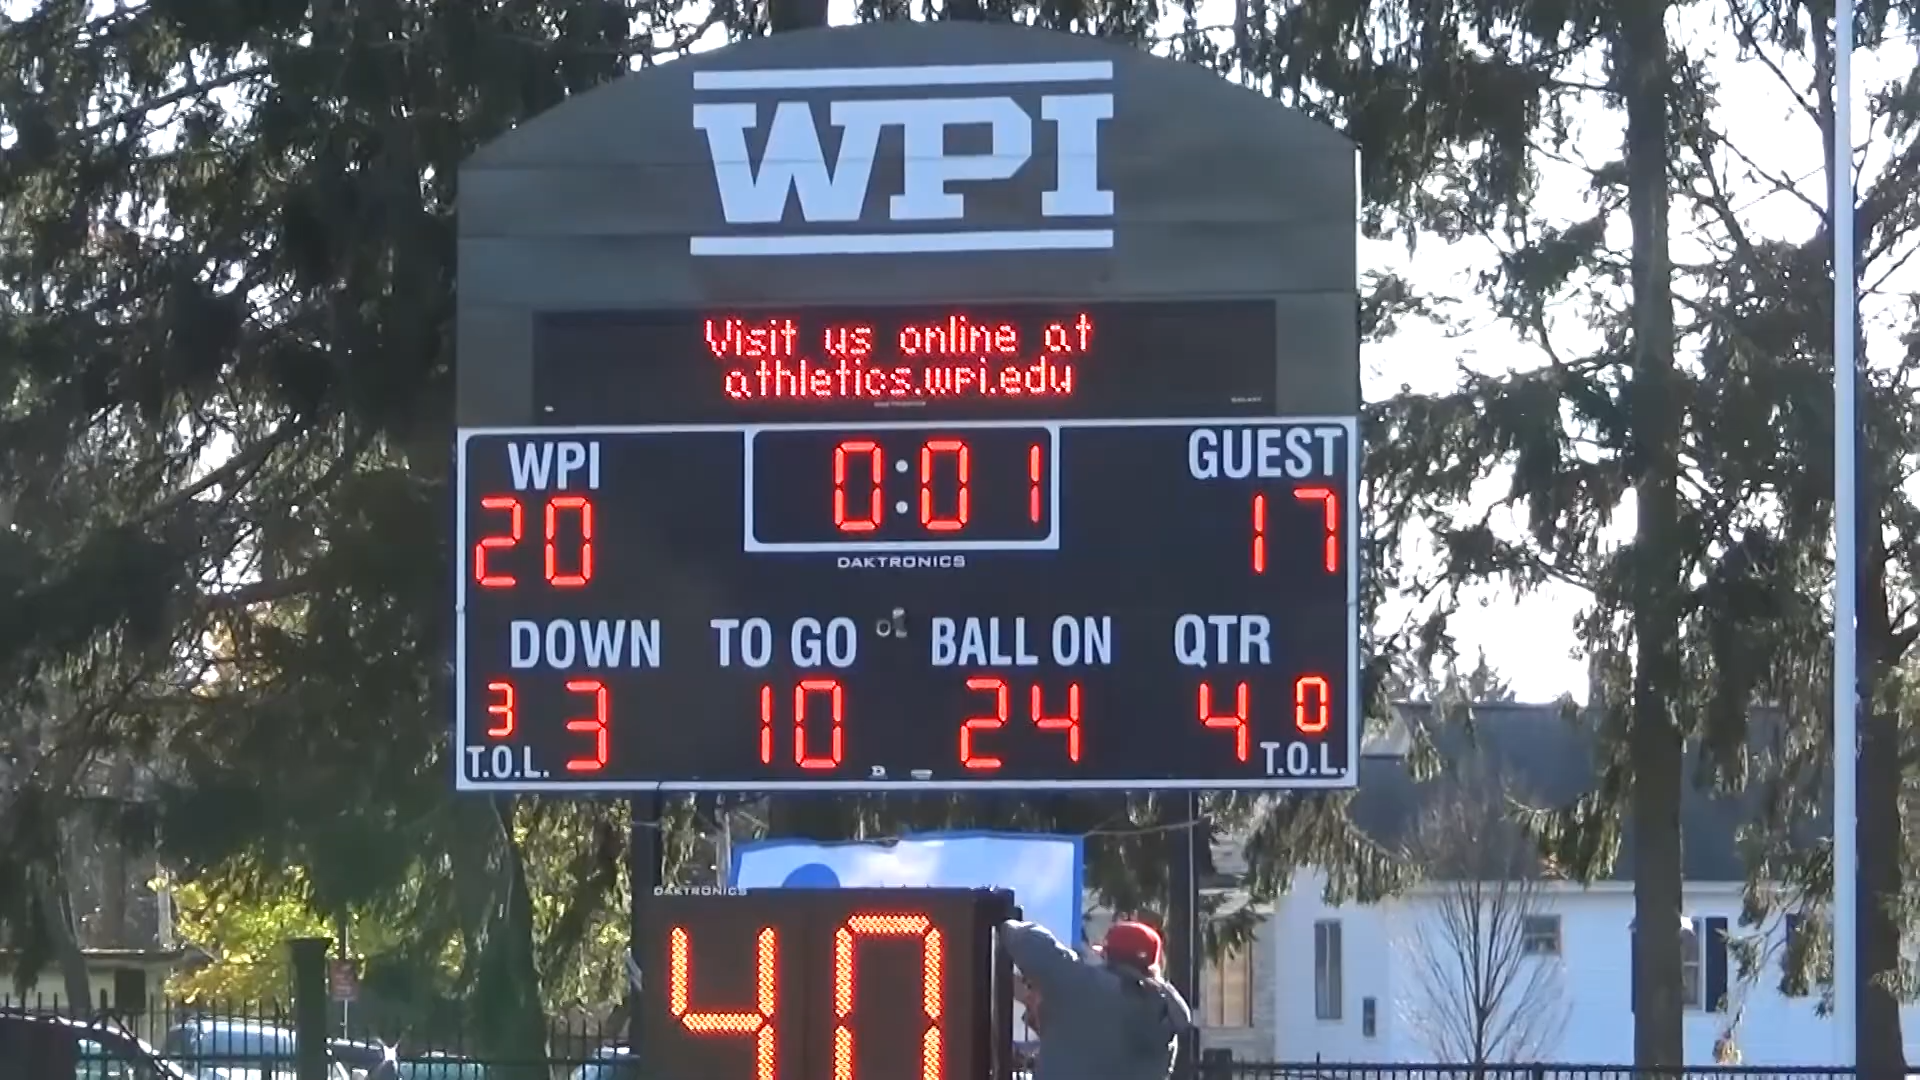 WPI
Visit us online at
athletics.wpi.edu
WPI 0:01 GUEST
20 17
DAKTRONICS
DOWN TO GO BALL ON QTR
3 3 10 24 4 0
T.O.L. T.O.L.
DAKTRONICS
40